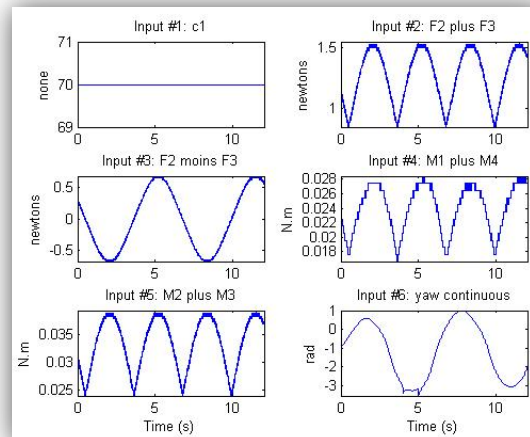 Input #1: c1
71
70
69
none
0
5
10
Input #2: F2 plus F3
1.5
1
newtons
0
5
10
Input #3: F2 moins F3
0.5
0
-0.5
newtons
0
5
10
Input #4: M1 plus M4
0.028
0.026
0.02
0.018
N.m
0
5
10
Input #5: M2 plus M3
0.035
0.03
0.025
N.m
0
5
10
Time (s)
Input #6: yaw continuous
1
0
-1
-2
-3
rad
0
5
10
Time (s)